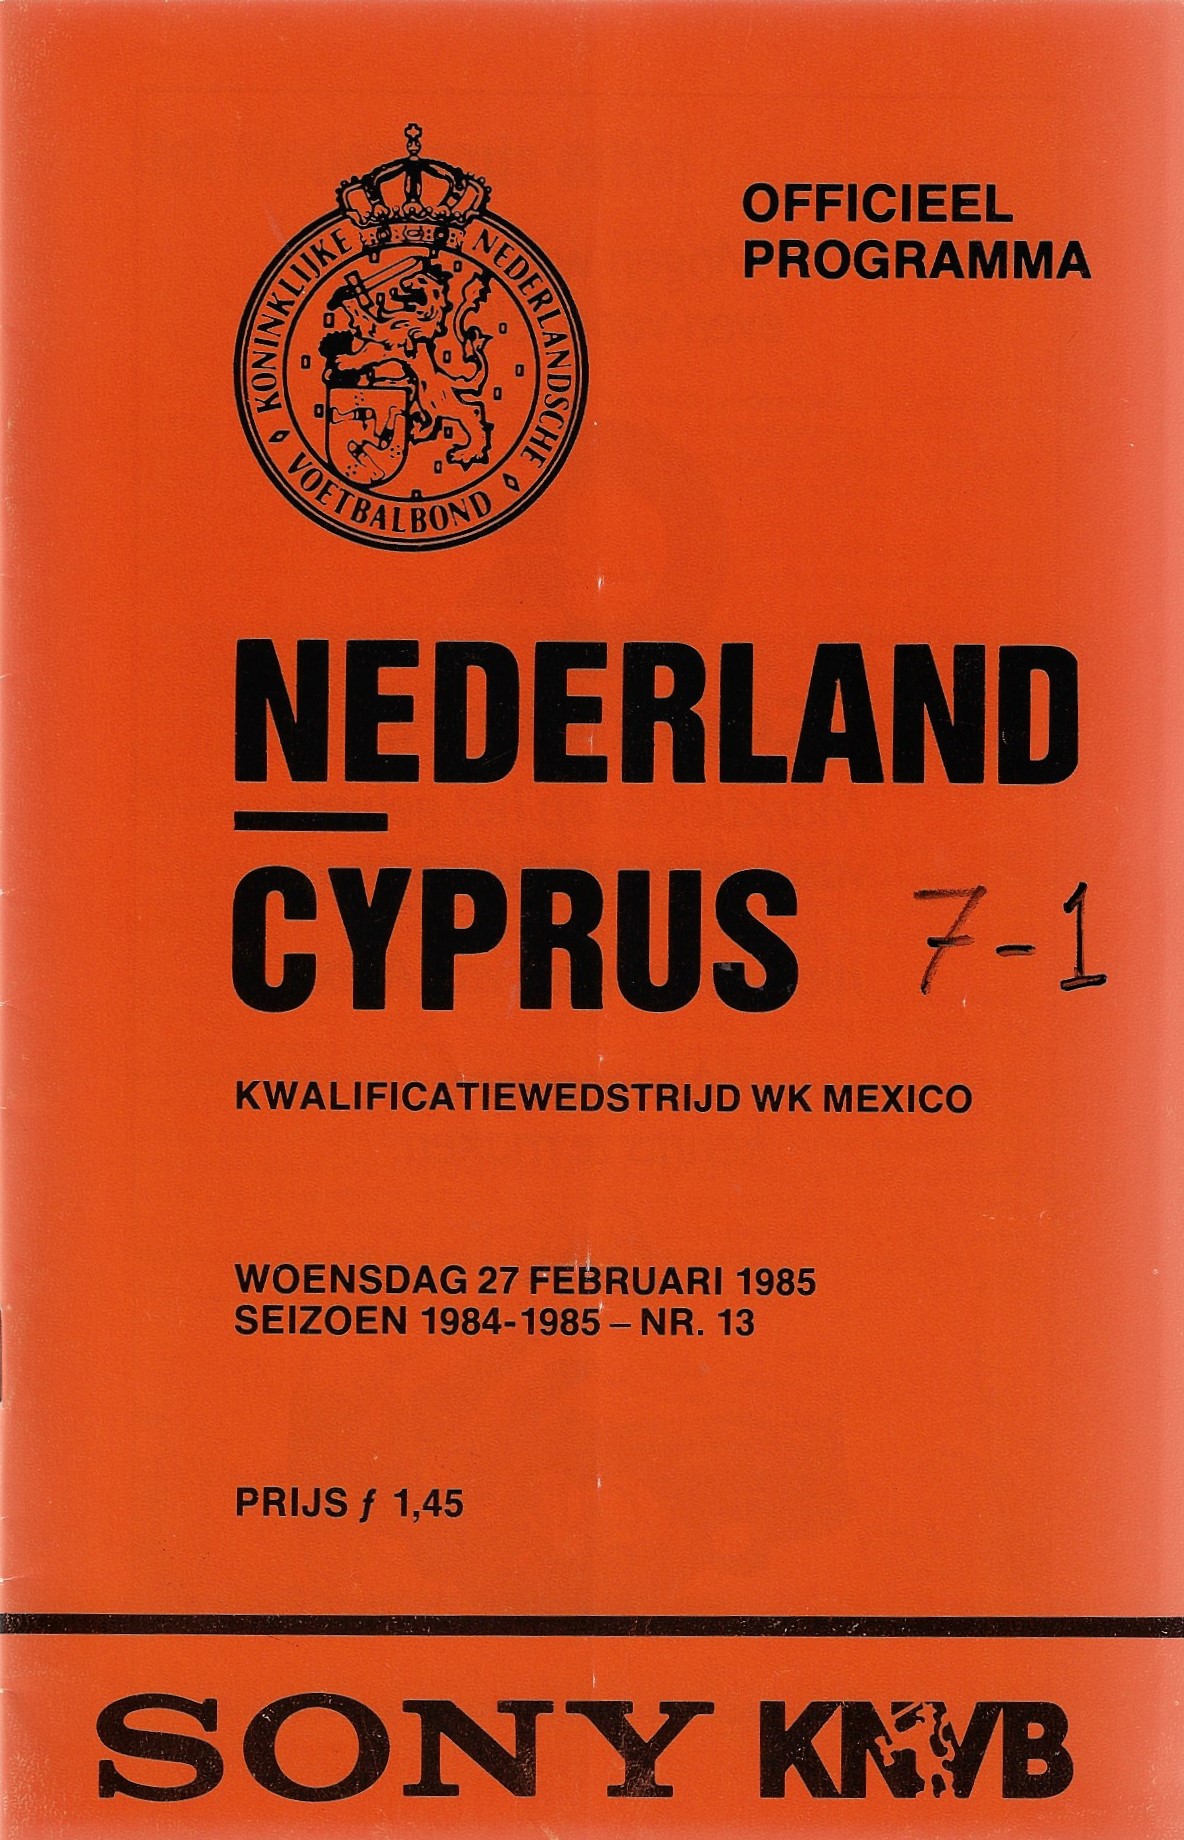 KONINKLIJKE NEDERLANDSCHE
VOETBALBOND
OFFICIEEL
PROGRAMMA
NEDERLAND
—
CYPRUS 7-1
KWALIFICATIEWEDSTRIJD WK MEXICO
WOENSDAG 27 FEBRUARI 1985
SEIZOEN 1984-1985 – NR. 13
PRIJS ƒ 1,45
SONY KNVB